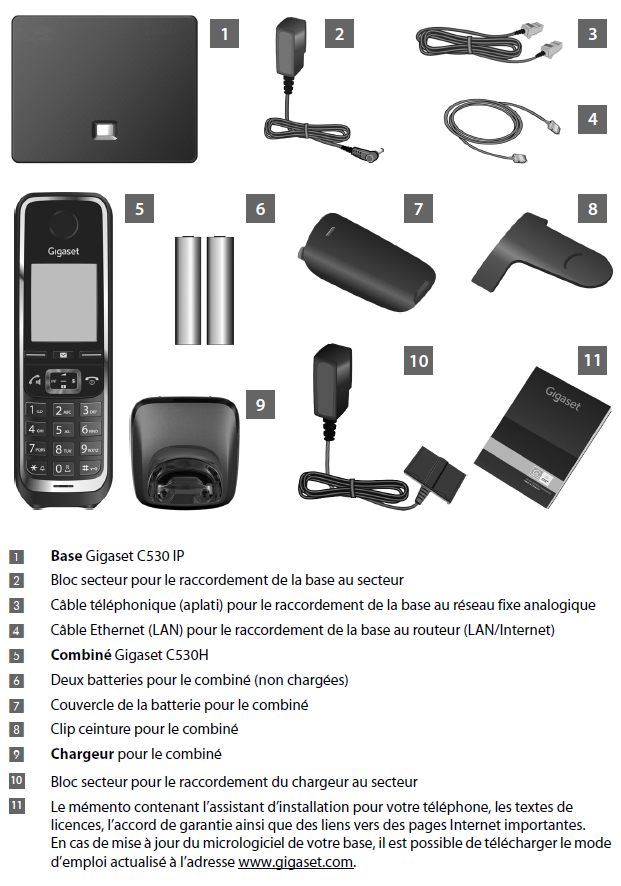 1
2
3
4
5
6
7
8
Gigaset
1
2 ABC
3 DEF
4 GHI
5 JKL
6 MNO
7 PQRS
8 TUV
9 WXYZ
*
0
#
9
10
11
Gigaset
1 Base Gigaset C530 IP
2 Bloc secteur pour le raccordement de la base au secteur
3 Câble téléphonique (aplati) pour le raccordement de la base au réseau fixe analogique
4 Câble Ethernet (LAN) pour le raccordement de la base au routeur (LAN/Internet)
5 Combiné Gigaset C530H
6 Deux batteries pour le combiné (non chargées)
7 Couvercle de la batterie pour le combiné
8 Clip ceinture pour le combiné
9 Chargeur pour le combiné
10 Bloc secteur pour le raccordement du chargeur au secteur
11 Le mémento contenant l’assistant d’installation pour votre téléphone, les textes de
licences, l’accord de garantie ainsi que des liens vers des pages Internet importantes.
En cas de mise à jour du micrologiciel de votre base, il est possible de télécharger le mode
d’emploi actualisé à l’adresse www.gigaset.com.